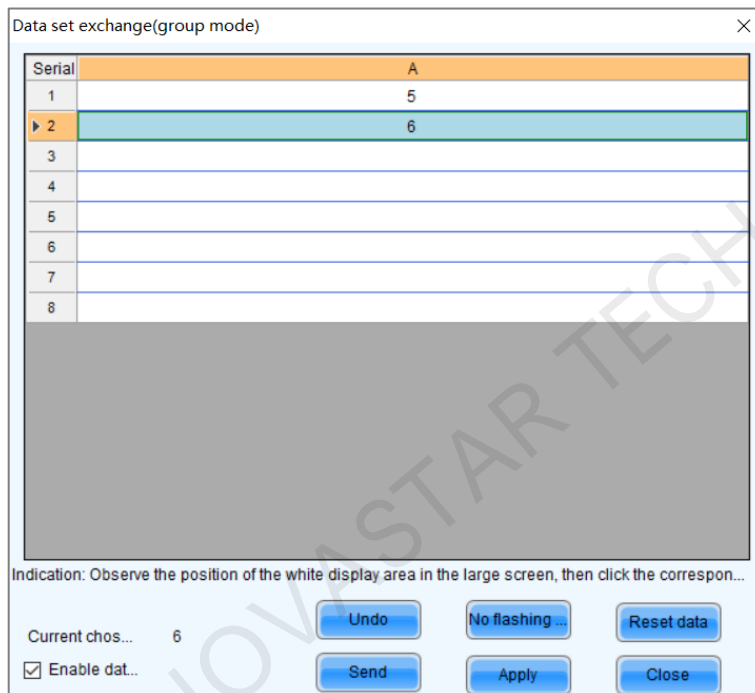 Data set exchange(group mode)
Serial A
1 5
2 6
3
4
5
6
7
8
Indication: Observe the position of the white display area in the large screen, then click the correspon...
Undo No flashing ... Reset data
Current chos... 6
Enable dat... Send Apply Close
NOVASTAR TECH